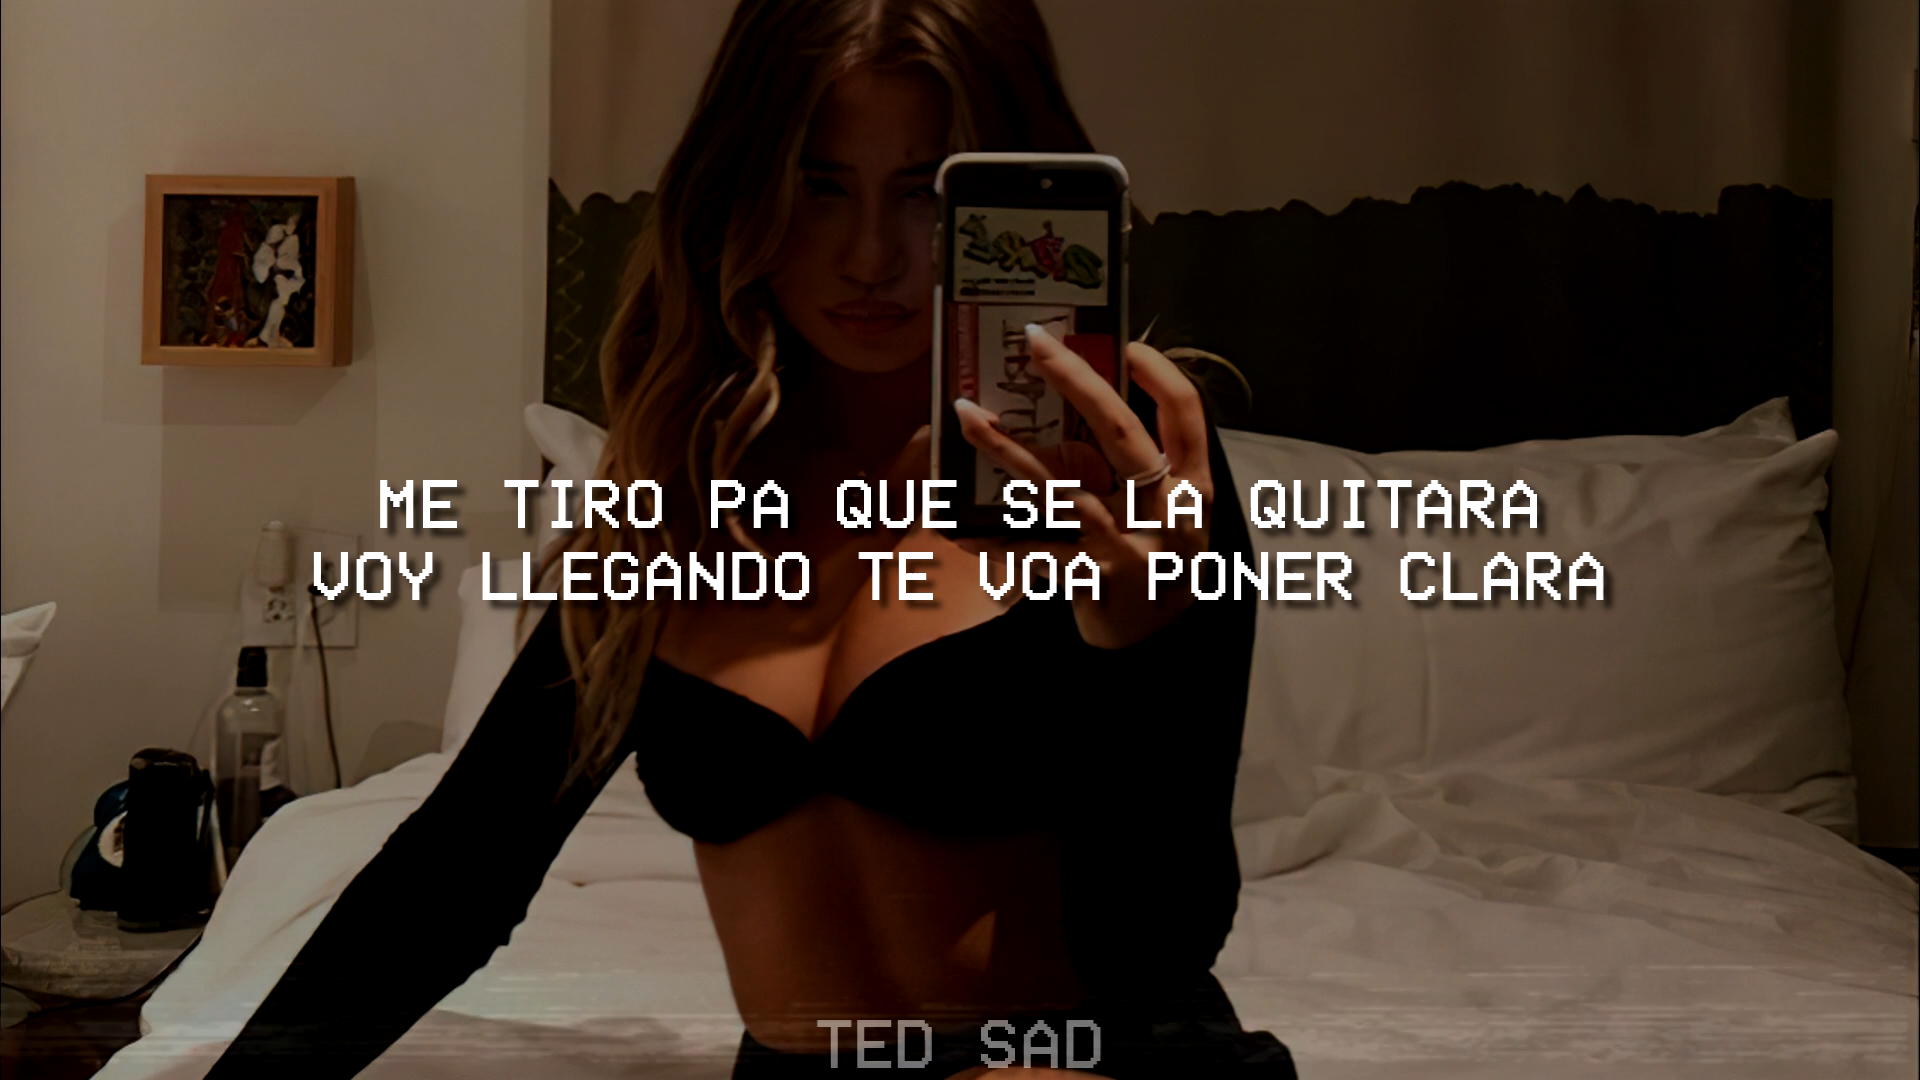 ME TIRO PA QUE SE LA QUITARA
VOY LLEGANDO TE VOA PONER CLARA
TED SAD